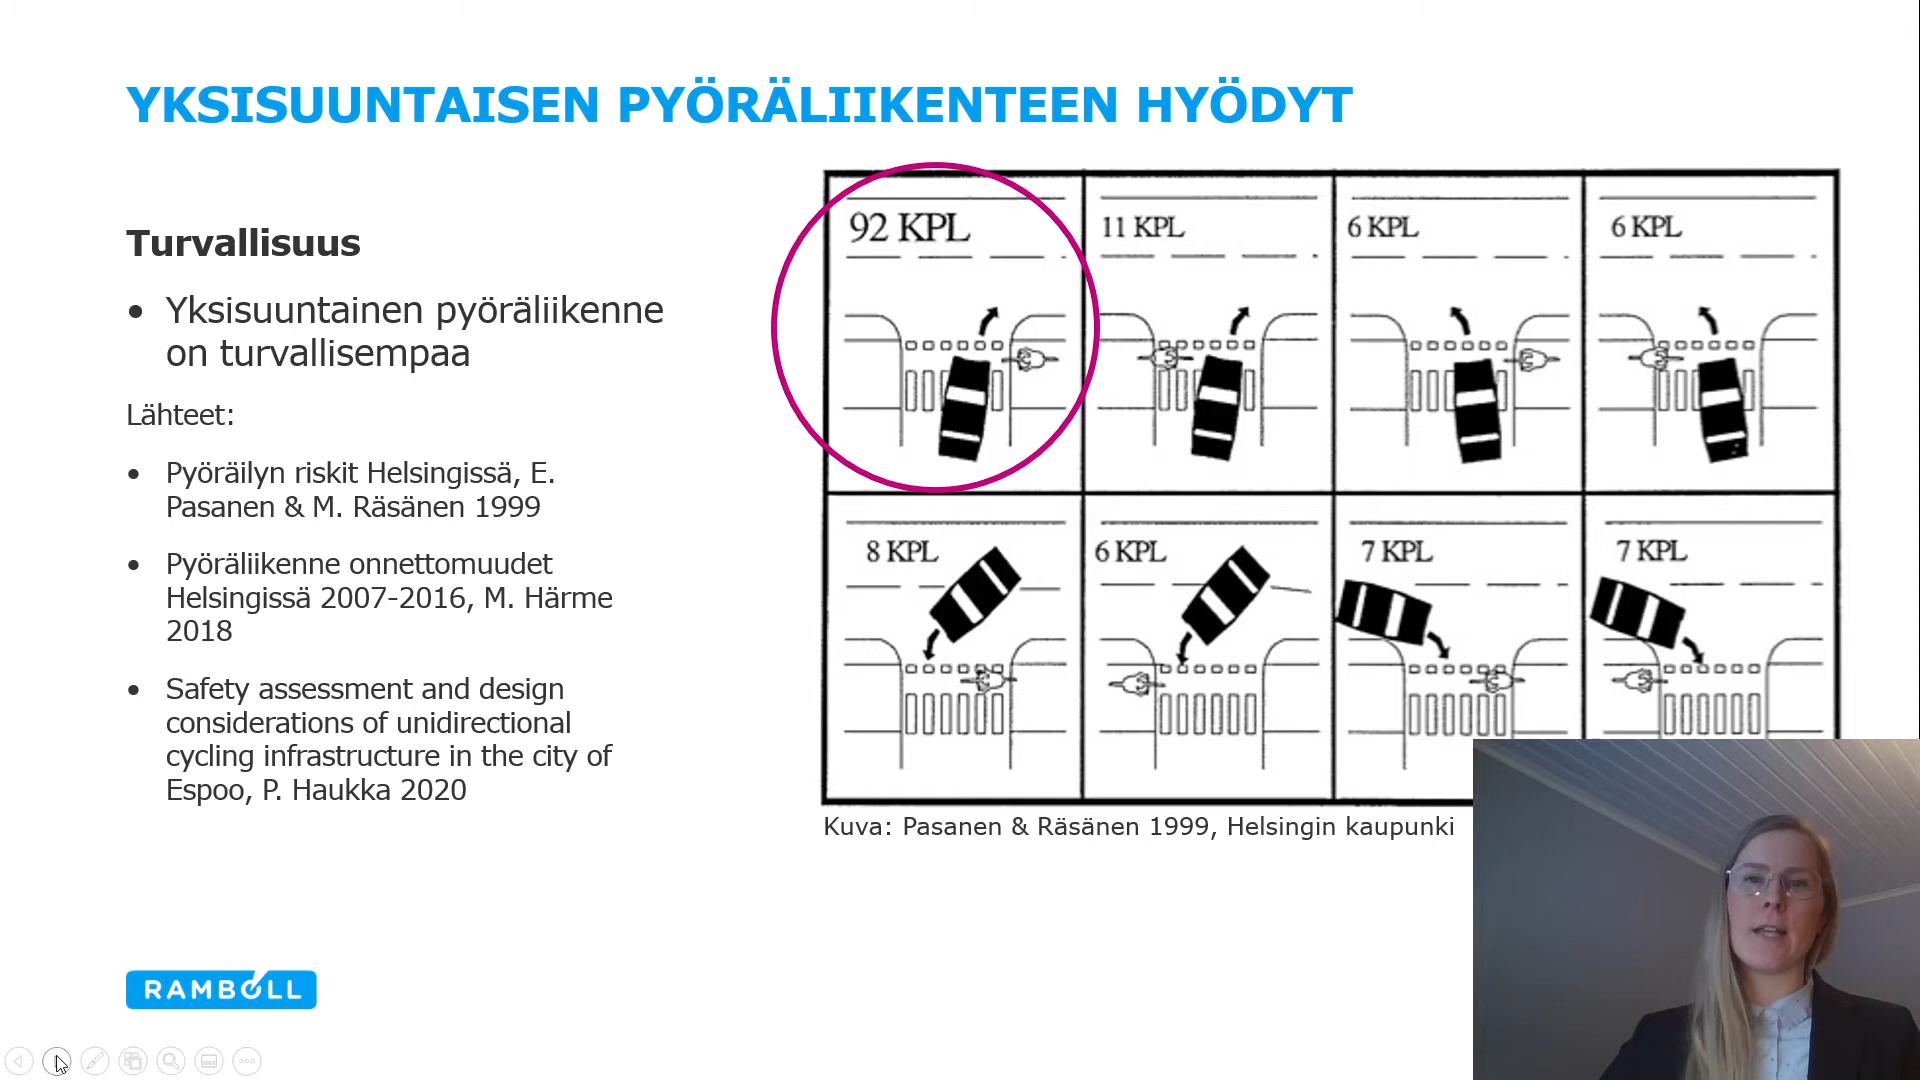 YKSISUUNTAISEN PYÖRÄLIIKENTEEN HYÖDYT
Turvallisuus
• Yksisuuntainen pyöräliikenne
on turvallisempaa
Lähteet:
• Pyöräilyn riskit Helsingissä, E.
Pasanen & M. Räsänen 1999
• Pyöräliikenne onnettomuudet
Helsingissä 2007-2016, M. Härme
2018
• Safety assessment and design
considerations of unidirectional
cycling infrastructure in the city of
Espoo, P. Haukka 2020
92 KPL
11 KPL
6 KPL
6 KPL
8 KPL
6 KPL
7 KPL
7 KPL
Kuva: Pasanen & Räsänen 1999, Helsingin kaupunki
RAMBOLL